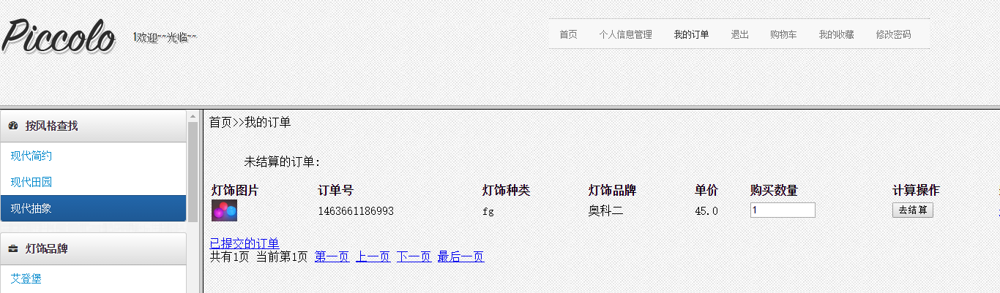 Piccolo
1欢迎~~光临~~
首页 个人信息管理 我的订单 退出 购物车 我的收藏 修改密码
按风格查找
现代简约
现代田园
现代抽象
灯饰品牌
艾登堡
首页>>我的订单
未结算的订单:
灯饰图片 订单号 灯饰种类 灯饰品牌 单价 购买数量 计算操作
1463661186993 fg 奥科二 45.0 1 去结算
已提交的订单
共有1页 当前第1页 第一页 上一页 下一页 最后一页